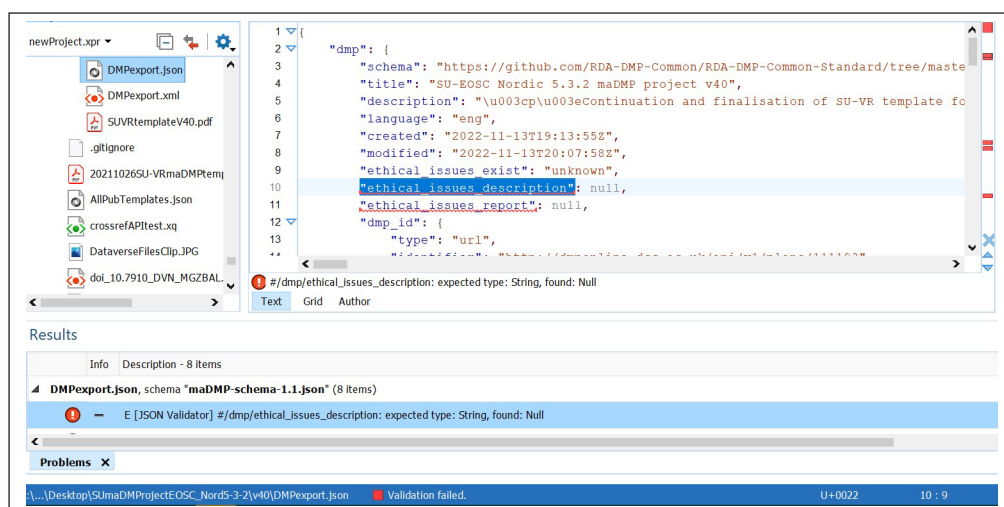 newProject.xpr
DMPexport.json
DMPexport.xml
SUVRtemplateV40.pdf
.gitignore
20211026SU-VRmaDMPtemp
AllPubTemplates.json
crossrefAPItest.xq
DataverseFilesClip.JPG
doi_10.7910_DVN_MGZBAL.
1 {
2 "dmp": {
3 "schema": "https://github.com/RDA-DMP-Common/RDA-DMP-Common-Standard/tree/maste
4 "title": "SU-EOSC Nordic 5.3.2 maDMP project v40",
5 "description": "\u003cp\u003eContinuation and finalisation of SU-VR template fo
6 "language": "eng",
7 "created": "2022-11-13T19:13:55Z",
8 "modified": "2022-11-13T20:07:58Z",
9 "ethical_issues_exist": "unknown",
10 "ethical_issues_description": null,
11 "ethical_issues_report": null,
12 "dmp_id": {
13 "type": "url",
#/dmp/ethical_issues_description: expected type: String, found: Null
Text Grid Author
Results
Info Description - 8 items
DMPexport.json, schema "maDMP-schema-1.1.json" (8 items)
E [JSON Validator] #/dmp/ethical_issues_description: expected type: String, found: Null
Problems X
:\...\Desktop\SUmaDMProjectEOSC_Nord5-3-2\v40\DMPexport.json Validation failed. U+0022 10 : 9